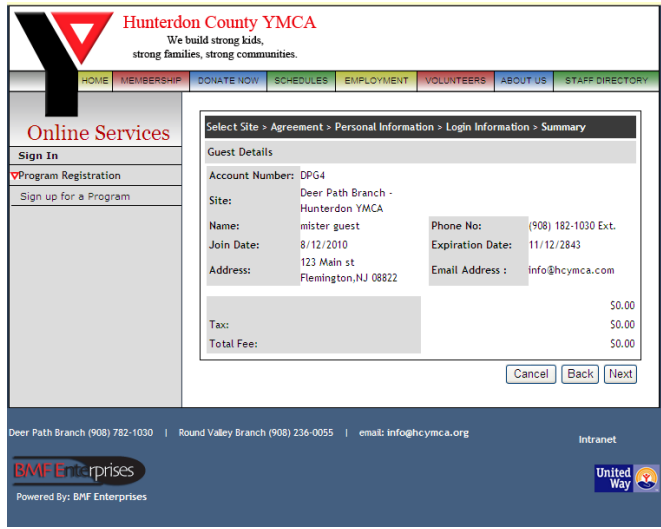 Hunterdon County YMCA
We build strong kids,
strong families, strong communities.
HOME MEMBERSHIP DONATE NOW SCHEDULES EMPLOYMENT VOLUNTEERS ABOUT US STAFF DIRECTORY
Online Services
Sign In
Program Registration
Sign up for a Program
Select Site > Agreement > Personal Information > Login Information > Summary
Guest Details
Account Number: DPG4
Site: Deer Path Branch -
Hunterdon YMCA
Name: mister guest Phone No: (908) 182-1030 Ext.
Join Date: 8/12/2010 Expiration Date: 11/12/2843
Address: 123 Main st
Flemington,NJ 08822 Email Address : info@hcymca.com
$0.00
Tax: $0.00
Total Fee: $0.00
Cancel Back Next
Deer Path Branch (908) 782-1030 | Round Valley Branch (908) 236-0055 | email: info@hcymca.org
Intranet
BMF Enterprises
United
Way
Powered By: BMF Enterprises